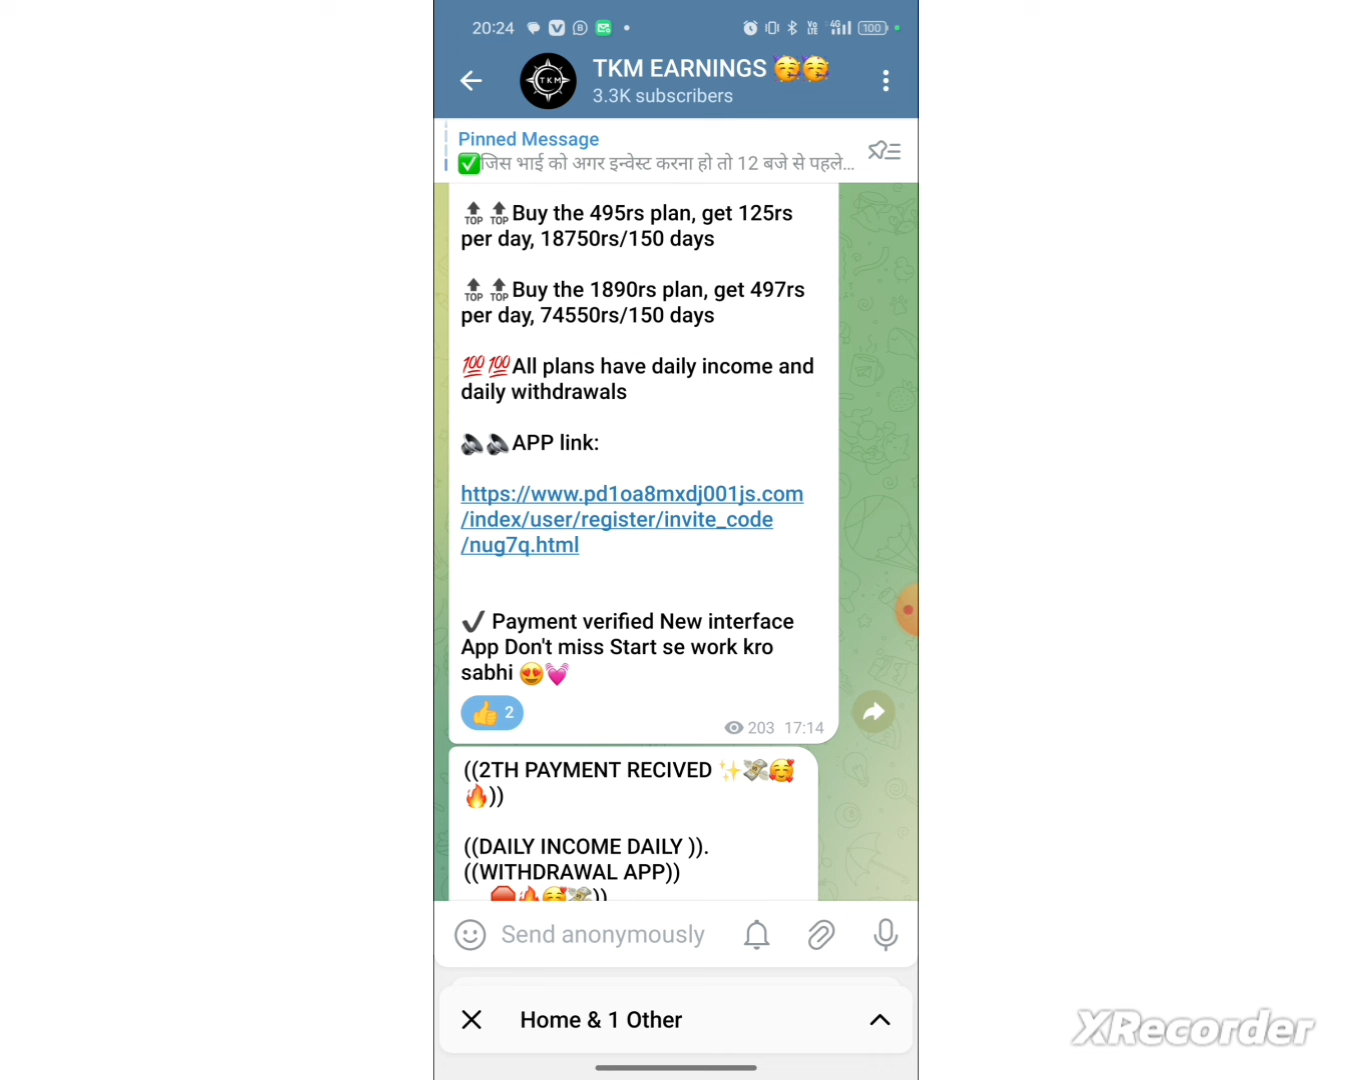 20:24
100
TKM EARNINGS 🥳🥳
3.3K subscribers
Pinned Message
✅जिस भाई को अगर इन्वेस्ट करना हो तो 12 बजे से पहले...
🔝🔝Buy the 495rs plan, get 125rs
per day, 18750rs/150 days
🔝🔝Buy the 1890rs plan, get 497rs
per day, 74550rs/150 days
💯💯All plans have daily income and
daily withdrawals
🔊🔊APP link:
https://www.pd1oa8mxdj001js.com
/index/user/register/invite_code
/nug7q.html
✔️ Payment verified New interface
App Don't miss Start se work kro
sabhi 😍💓
👍 2
203 17:14
((2TH PAYMENT RECIVED ✨💸🥰
🔥))
((DAILY INCOME DAILY )).
((WITHDRAWAL APP))
🛑🔥🥰💸))
Send anonymously
Home & 1 Other
XRecorder